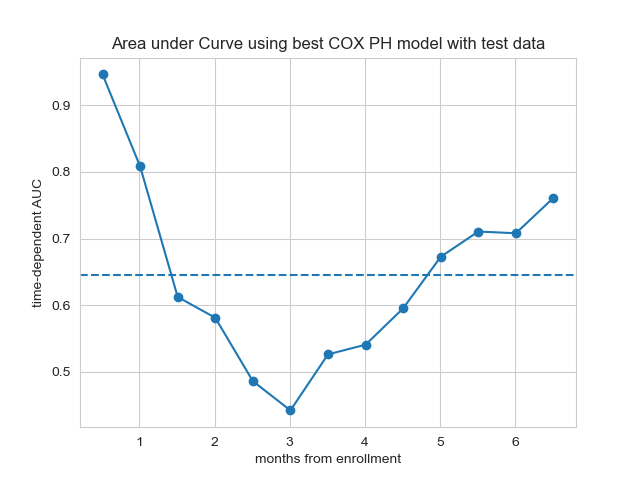 Area under Curve using best COX PH model with test data
time-dependent AUC
0.9
0.8
0.7
0.6
0.5
1 2 3 4 5 6
months from enrollment